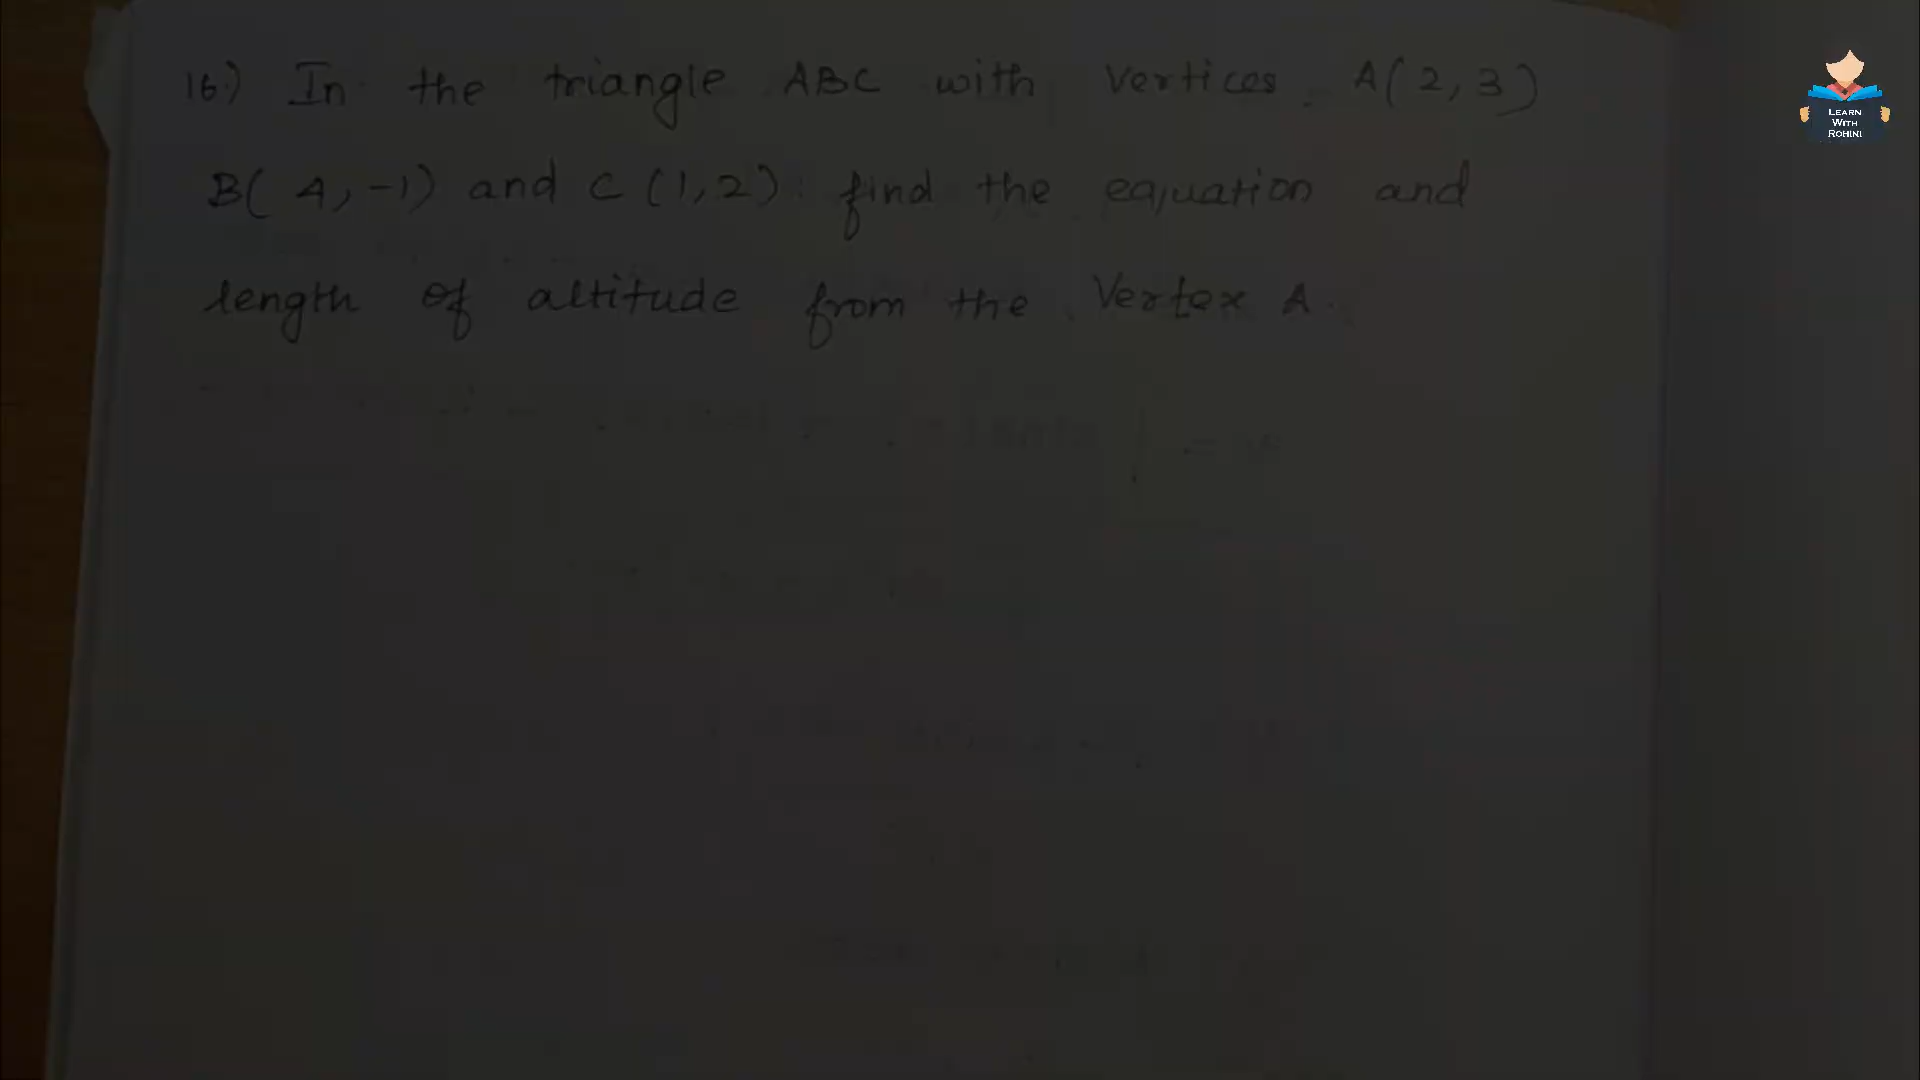 16.) In the triangle ABC with Vertices A(2,3)
B(4,-1) and C(1,2) find the equation and
length of altitude from the Vertex A.
LEARN
WITH
ROHINI